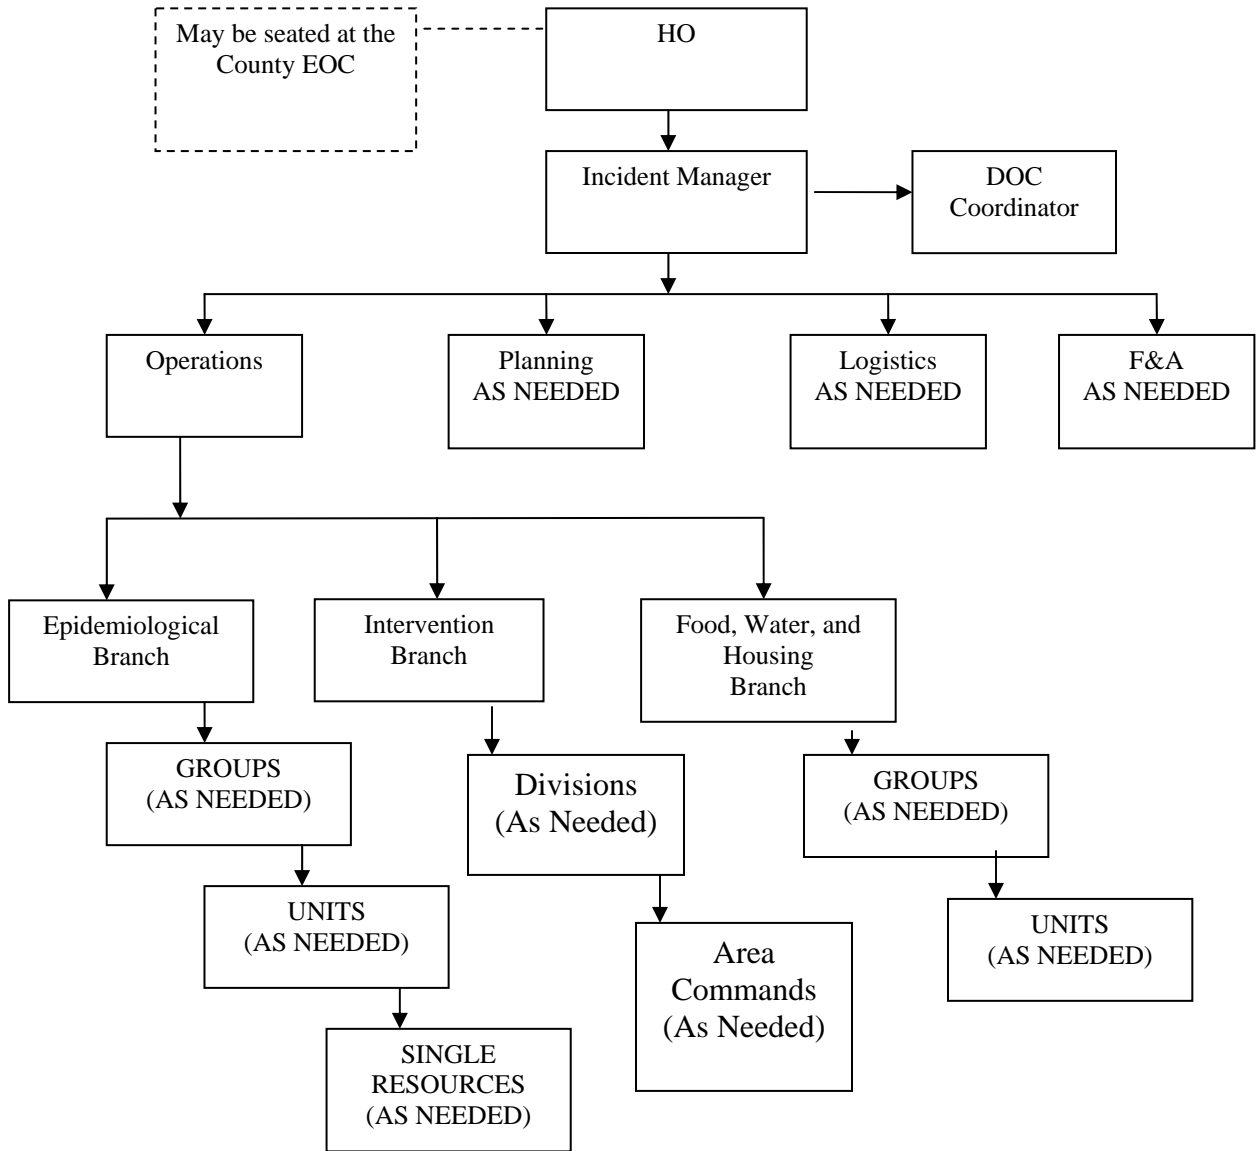 May be seated at the
County EOC
HO
Incident Manager
DOC
Coordinator
Operations
Planning
AS NEEDED
Logistics
AS NEEDED
F&A
AS NEEDED
Epidemiological
Branch
Intervention
Branch
Food, Water, and
Housing
Branch
GROUPS
(AS NEEDED)
Divisions
(As Needed)
GROUPS
(AS NEEDED)
UNITS
(AS NEEDED)
Area
Commands
(As Needed)
UNITS
(AS NEEDED)
SINGLE
RESOURCES
(AS NEEDED)